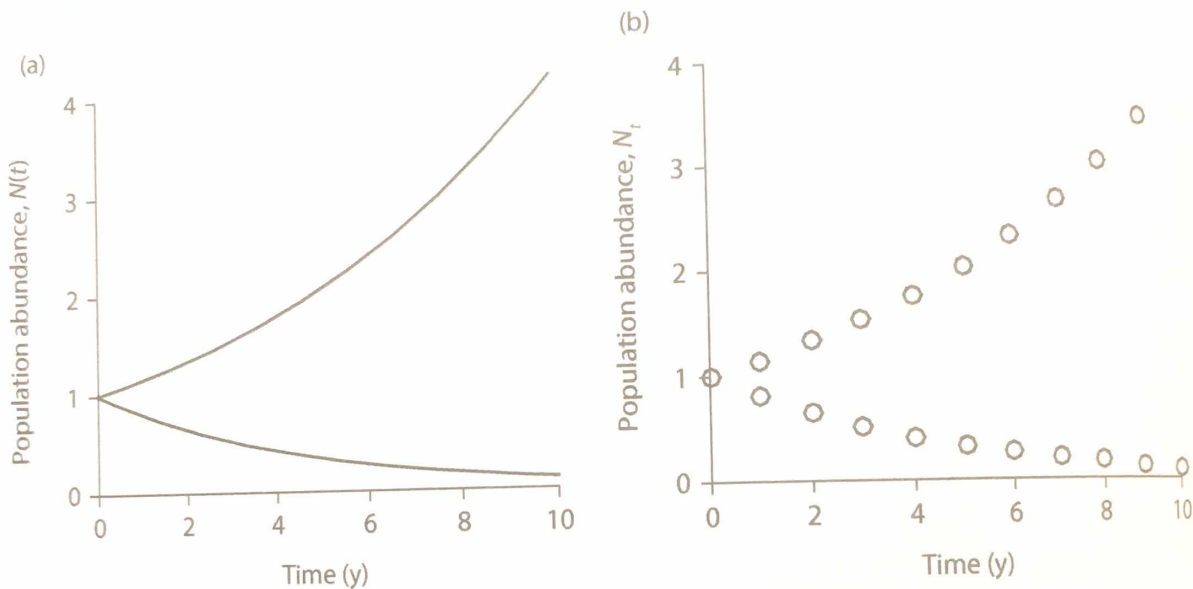 (a)
Population abundance, N(t)
4
3
2
1
0
0 2 4 6 8 10
Time (y)
(b)
Population abundance, N_t
4
3
2
1
0
0 2 4 6 8 10
Time (y)